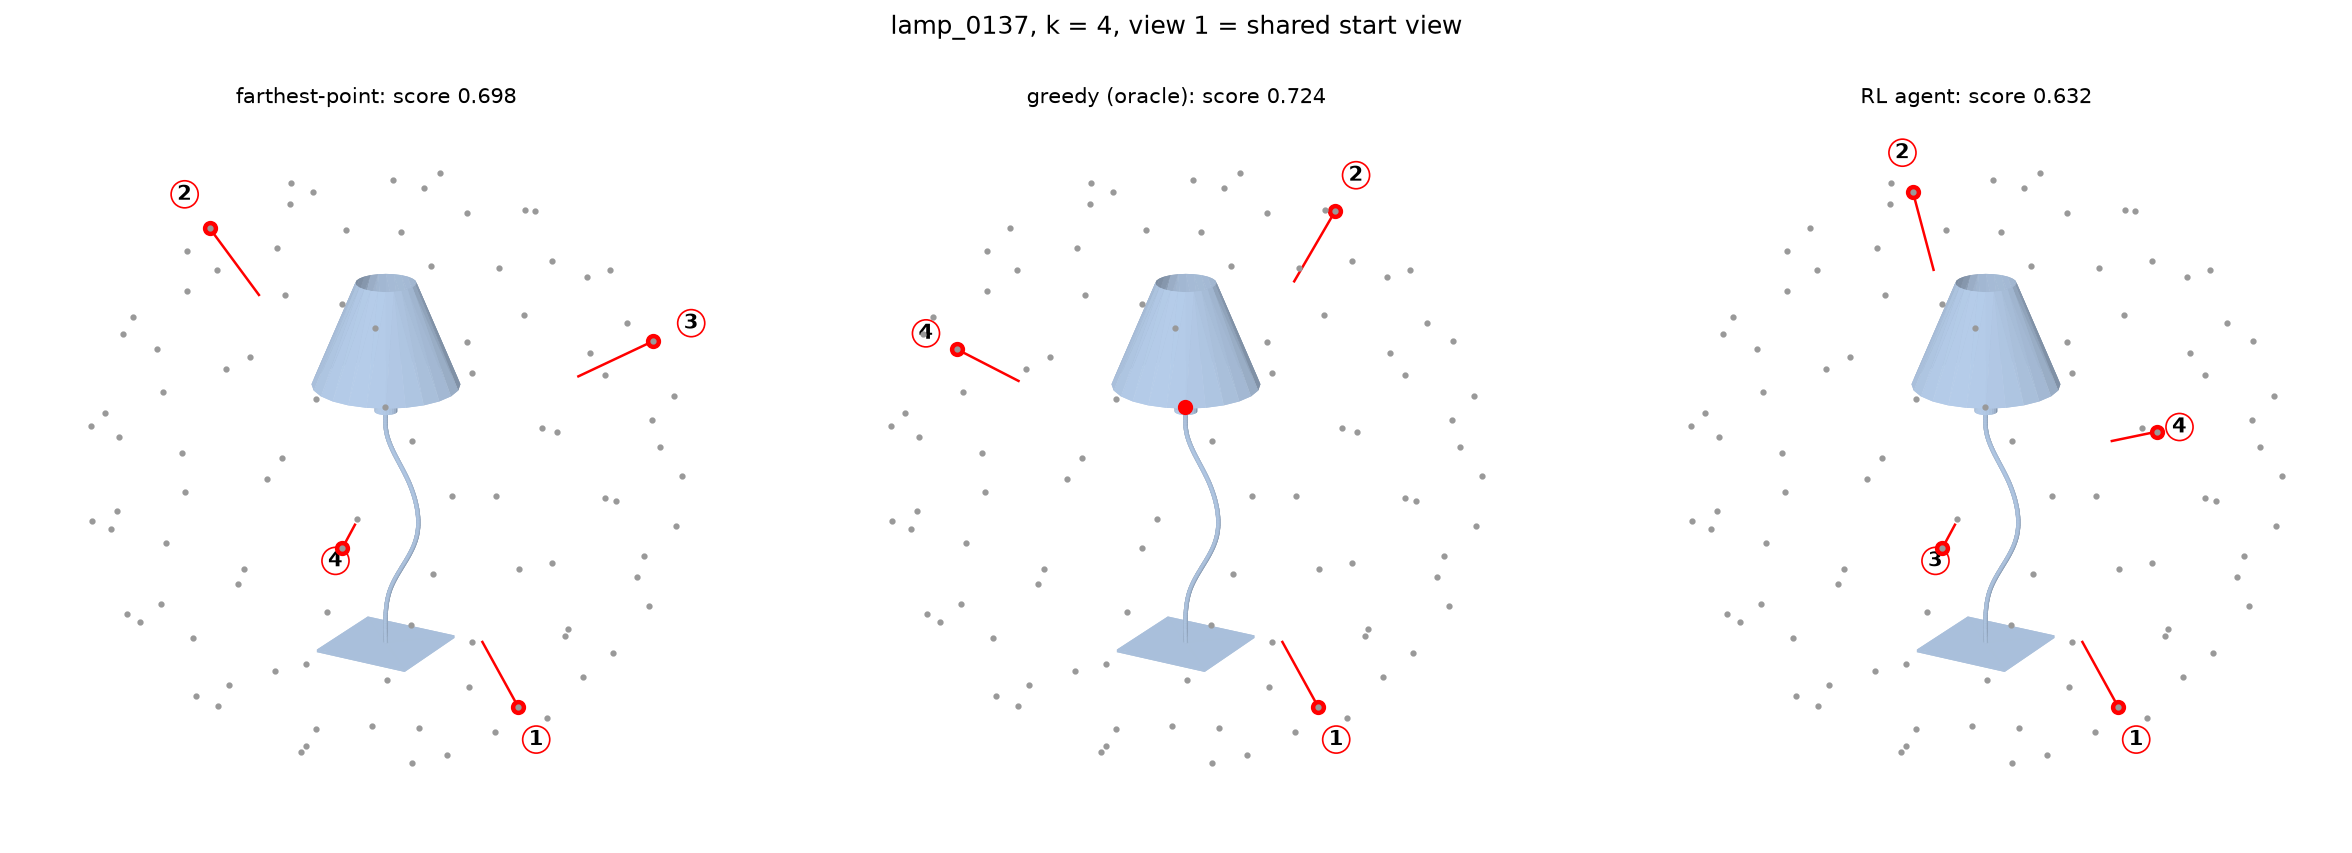 lamp_0137, k = 4, view 1 = shared start view
farthest-point: score 0.698
2
3
4
1
greedy (oracle): score 0.724
2
4
1
RL agent: score 0.632
2
4
3
1